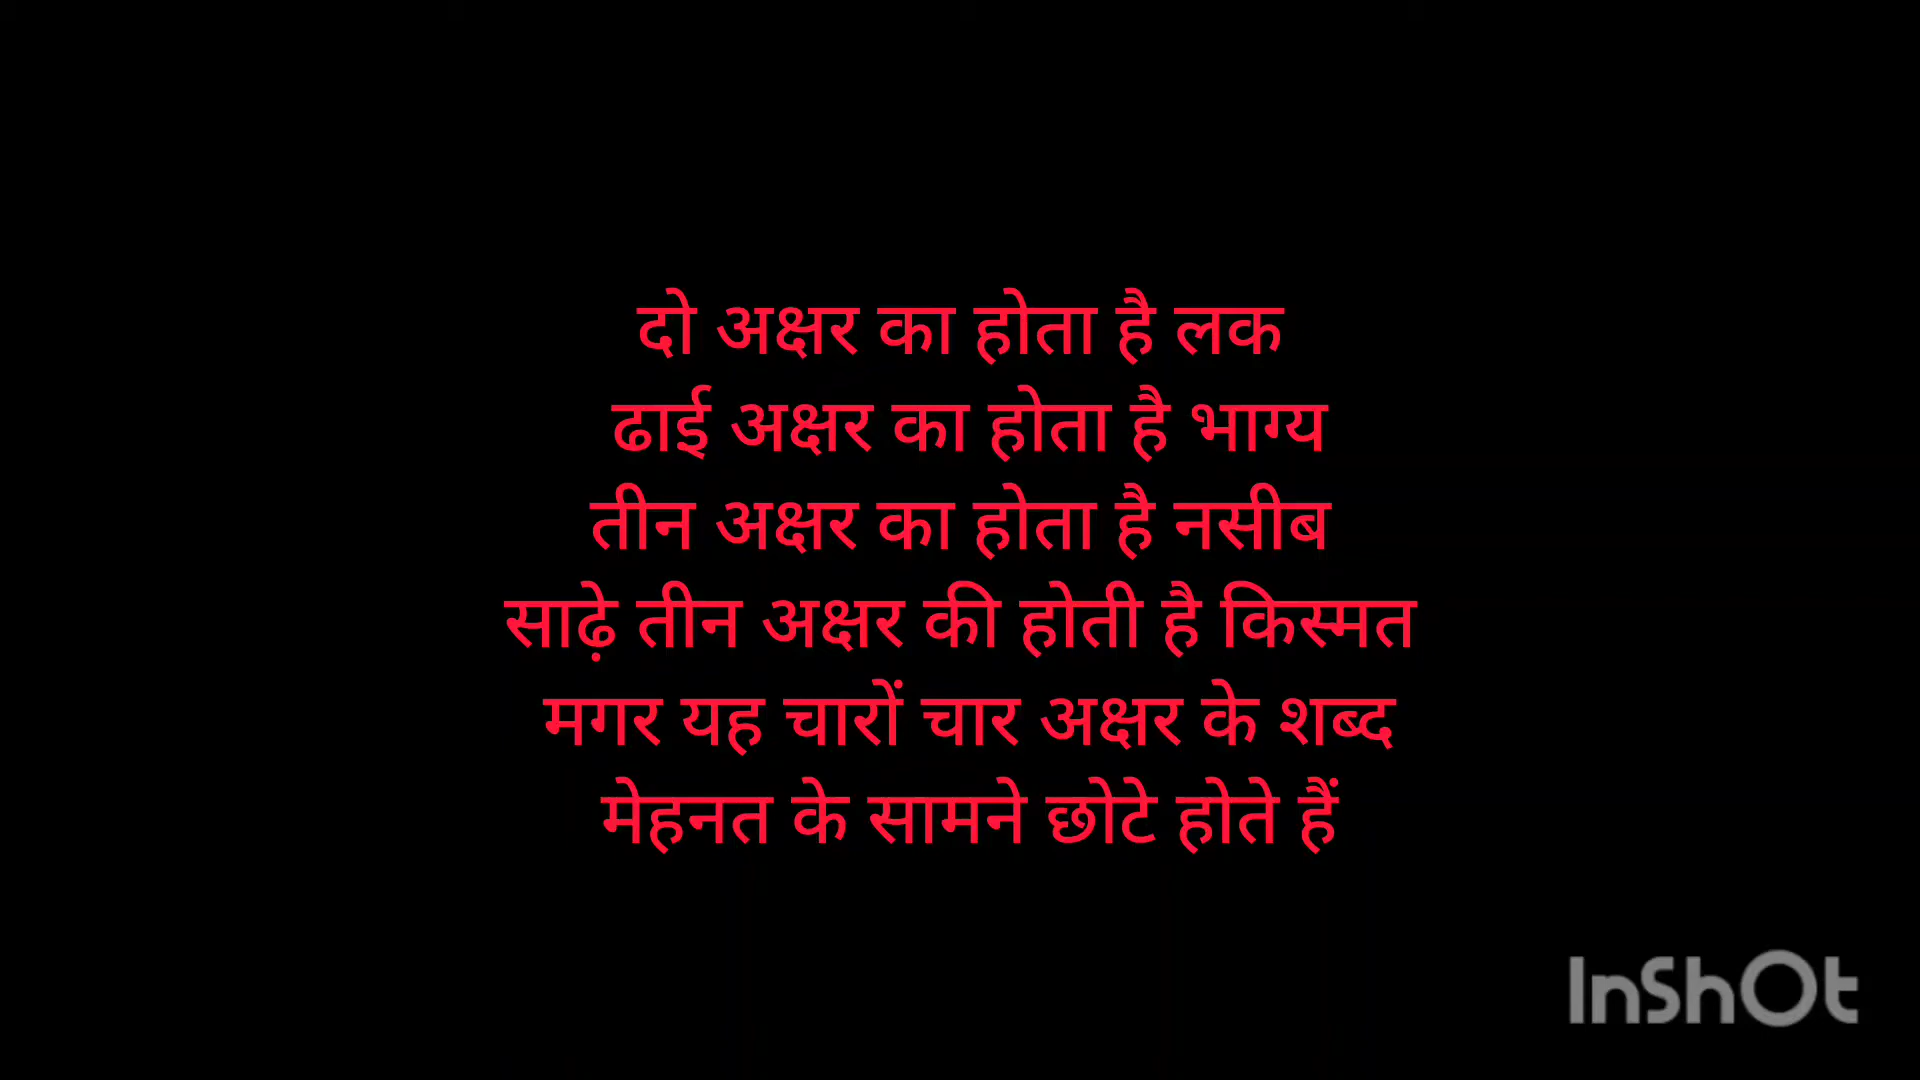 दो अक्षर का होता है लक
ढाई अक्षर का होता है भाग्य
तीन अक्षर का होता है नसीब
साढ़े तीन अक्षर की होती है किस्मत
मगर यह चारों चार अक्षर के शब्द
मेहनत के सामने छोटे होते हैं
InShOt